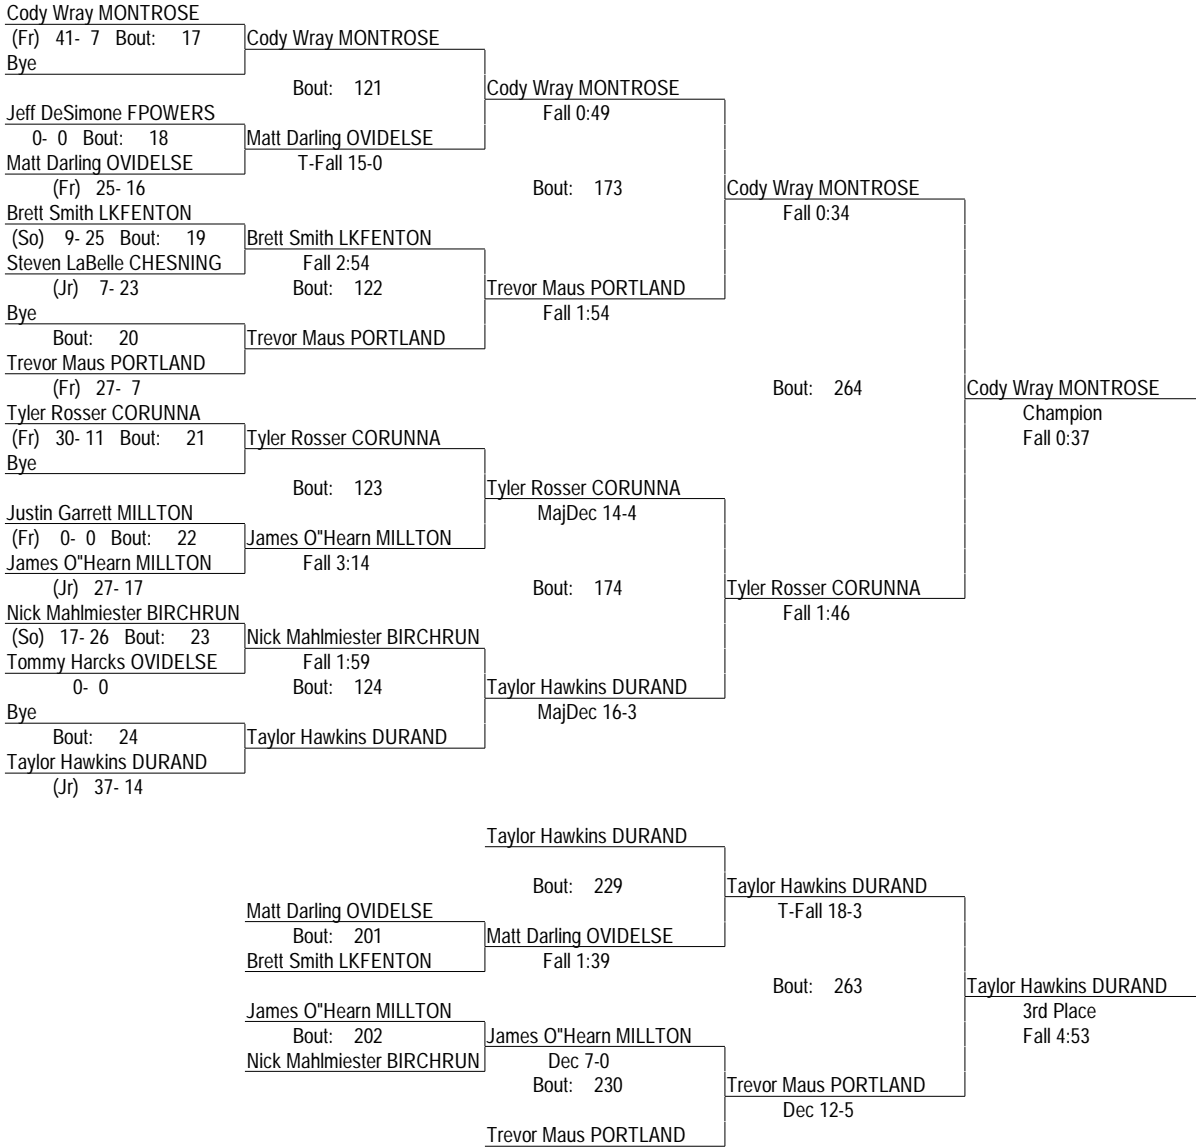 Cody Wray MONTROSE
(Fr) 41- 7 Bout: 17
Bye
Jeff DeSimone FPOWERS
0- 0 Bout: 18
Matt Darling OVIDELSE
(Fr) 25- 16
Brett Smith LKFENTON
(So) 9- 25 Bout: 19
Steven LaBelle CHESNING
(Jr) 7- 23
Bye
Bout: 20
Trevor Maus PORTLAND
(Fr) 27- 7
Tyler Rosser CORUNNA
(Fr) 30- 11 Bout: 21
Bye
Justin Garrett MILLTON
(Fr) 0- 0 Bout: 22
James O"Hearn MILLTON
(Jr) 27- 17
Nick Mahlmiester BIRCHRUN
(So) 17- 26 Bout: 23
Tommy Harcks OVIDELSE
0- 0
Bye
Bout: 24
Taylor Hawkins DURAND
(Jr) 37- 14
Cody Wray MONTROSE
Bout: 121
Matt Darling OVIDELSE
T-Fall 15-0
Brett Smith LKFENTON
Fall 2:54
Bout: 122
Trevor Maus PORTLAND
Tyler Rosser CORUNNA
Bout: 123
James O"Hearn MILLTON
Fall 3:14
Nick Mahlmiester BIRCHRUN
Fall 1:59
Bout: 124
Taylor Hawkins DURAND
Cody Wray MONTROSE
Fall 0:49
Bout: 173
Trevor Maus PORTLAND
Fall 1:54
Tyler Rosser CORUNNA
MajDec 14-4
Bout: 174
Taylor Hawkins DURAND
MajDec 16-3
Cody Wray MONTROSE
Fall 0:34
Bout: 264
Tyler Rosser CORUNNA
Fall 1:46
Cody Wray MONTROSE
Champion
Fall 0:37
Matt Darling OVIDELSE
Bout: 201
Brett Smith LKFENTON
James O"Hearn MILLTON
Bout: 202
Nick Mahlmiester BIRCHRUN
Taylor Hawkins DURAND
Bout: 229
Matt Darling OVIDELSE
Fall 1:39
James O"Hearn MILLTON
Dec 7-0
Bout: 230
Trevor Maus PORTLAND
Taylor Hawkins DURAND
T-Fall 18-3
Bout: 263
Trevor Maus PORTLAND
Dec 12-5
Taylor Hawkins DURAND
3rd Place
Fall 4:53